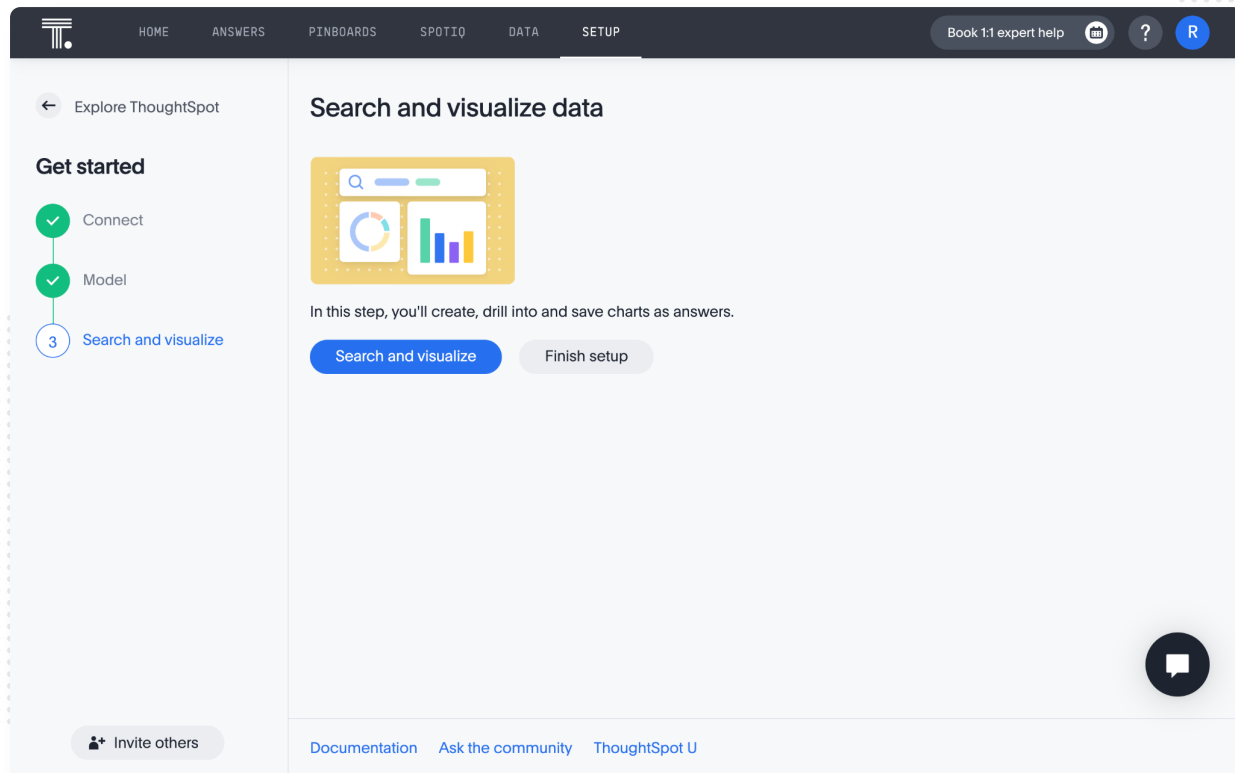 HOME ANSWERS PINBOARDS SPOTIQ DATA SETUP Book 1:1 expert help ? R
Explore ThoughtSpot
Get started
Connect
Model
3 Search and visualize
Invite others
Search and visualize data
In this step, you'll create, drill into and save charts as answers.
Search and visualize Finish setup
Documentation Ask the community ThoughtSpot U